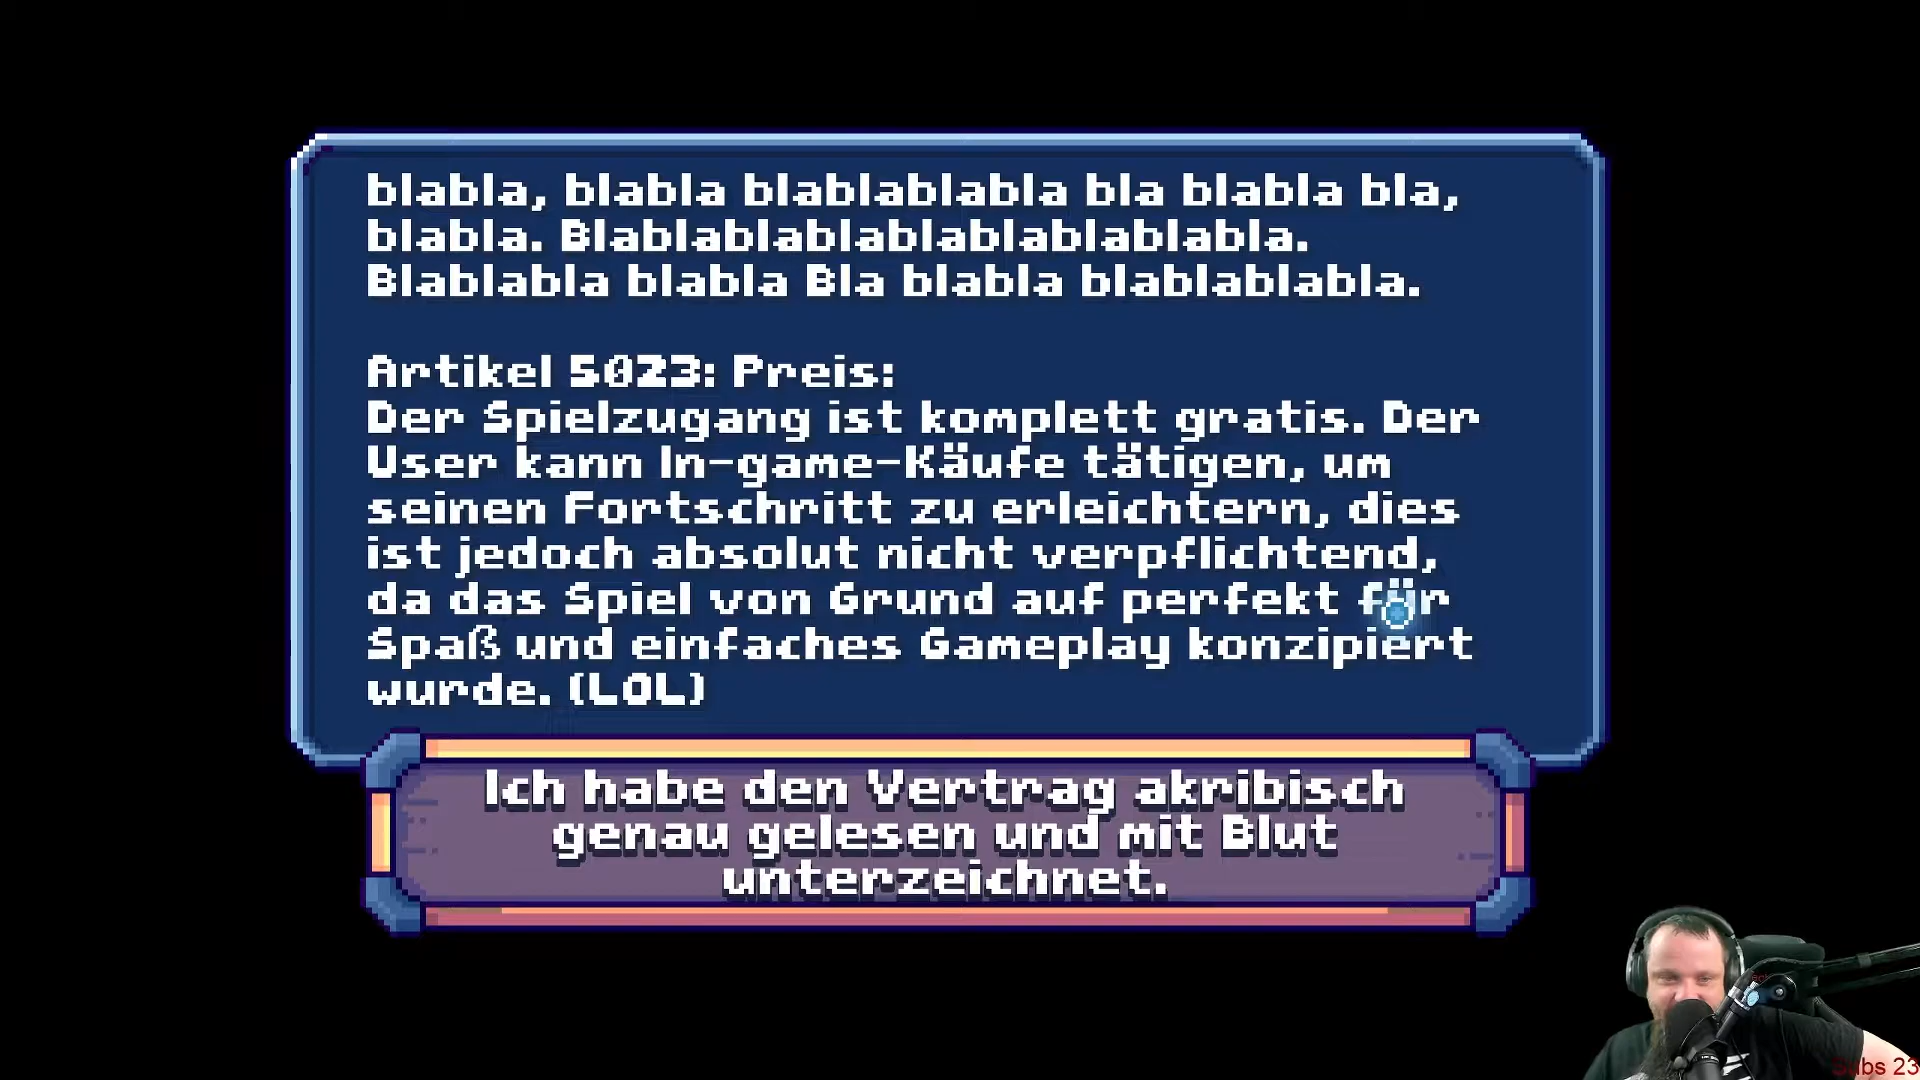 blabla, blabla blablablabla bla blabla bla,
blabla. Blablablablablablablablabla.
Blablabla blabla Bla blabla blablablabla.
Artikel 5023: Preis:
Der Spielzugang ist komplett gratis. Der
User kann In-game-Käufe tätigen, um
seinen Fortschritt zu erleichtern, dies
ist jedoch absolut nicht verpflichtend,
da das Spiel von Grund auf perfekt für
Spaß und einfaches Gameplay konzipiert
wurde. (LOL)
Ich habe den Vertrag akribisch
genau gelesen und mit Blut
unterzeichnet.
Subs 23